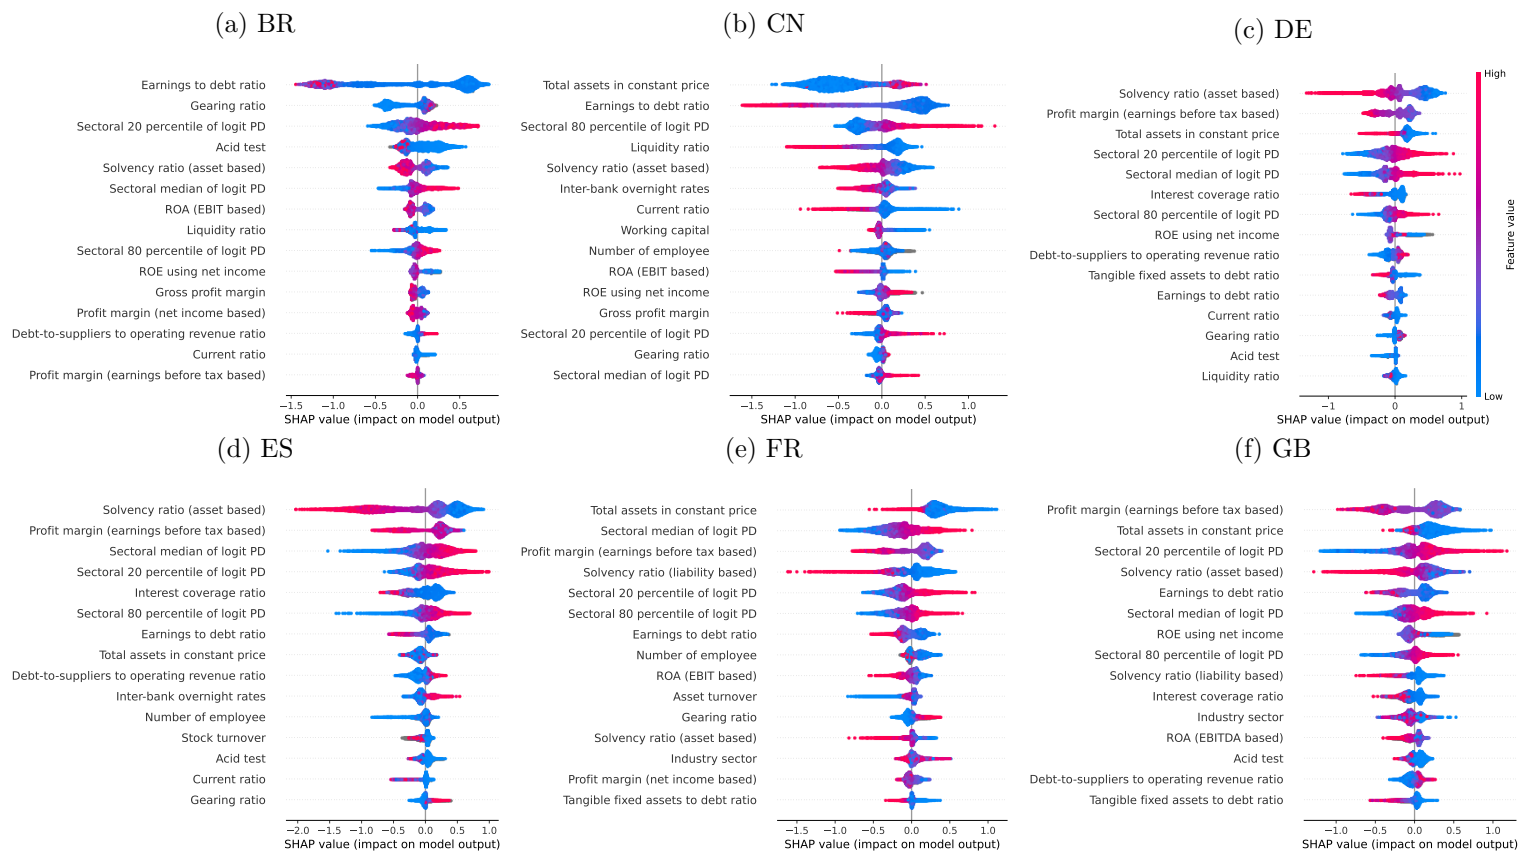 (a) BR
Earnings to debt ratio
Gearing ratio
Sectoral 20 percentile of logit PD
Acid test
Solvency ratio (asset based)
Sectoral median of logit PD
ROA (EBIT based)
Liquidity ratio
Sectoral 80 percentile of logit PD
ROE using net income
Gross profit margin
Profit margin (net income based)
Debt-to-suppliers to operating revenue ratio
Current ratio
Profit margin (earnings before tax based)
−1.5 −1.0 −0.5 0.0 0.5
SHAP value (impact on model output)
(b) CN
Total assets in constant price
Earnings to debt ratio
Sectoral 80 percentile of logit PD
Liquidity ratio
Solvency ratio (asset based)
Inter-bank overnight rates
Current ratio
Working capital
Number of employee
ROA (EBIT based)
ROE using net income
Gross profit margin
Sectoral 20 percentile of logit PD
Gearing ratio
Sectoral median of logit PD
−1.5 −1.0 −0.5 0.0 0.5 1.0
SHAP value (impact on model output)
(c) DE
Solvency ratio (asset based)
Profit margin (earnings before tax based)
Total assets in constant price
Sectoral 20 percentile of logit PD
Sectoral median of logit PD
Interest coverage ratio
Sectoral 80 percentile of logit PD
ROE using net income
Debt-to-suppliers to operating revenue ratio
Tangible fixed assets to debt ratio
Earnings to debt ratio
Current ratio
Gearing ratio
Acid test
Liquidity ratio
−1 0 1
SHAP value (impact on model output)
High
Feature value
Low
(d) ES
Solvency ratio (asset based)
Profit margin (earnings before tax based)
Sectoral median of logit PD
Sectoral 20 percentile of logit PD
Interest coverage ratio
Sectoral 80 percentile of logit PD
Earnings to debt ratio
Total assets in constant price
Debt-to-suppliers to operating revenue ratio
Inter-bank overnight rates
Number of employee
Stock turnover
Acid test
Current ratio
Gearing ratio
−2.0 −1.5 −1.0 −0.5 0.0 0.5 1.0
SHAP value (impact on model output)
(e) FR
Total assets in constant price
Sectoral median of logit PD
Profit margin (earnings before tax based)
Solvency ratio (liability based)
Sectoral 20 percentile of logit PD
Sectoral 80 percentile of logit PD
Earnings to debt ratio
Number of employee
ROA (EBIT based)
Asset turnover
Gearing ratio
Solvency ratio (asset based)
Industry sector
Profit margin (net income based)
Tangible fixed assets to debt ratio
−1.5 −1.0 −0.5 0.0 0.5 1.0
SHAP value (impact on model output)
(f) GB
Profit margin (earnings before tax based)
Total assets in constant price
Sectoral 20 percentile of logit PD
Solvency ratio (asset based)
Earnings to debt ratio
Sectoral median of logit PD
ROE using net income
Sectoral 80 percentile of logit PD
Solvency ratio (liability based)
Interest coverage ratio
Industry sector
ROA (EBITDA based)
Acid test
Debt-to-suppliers to operating revenue ratio
Tangible fixed assets to debt ratio
−1.0 −0.5 0.0 0.5 1.0
SHAP value (impact on model output)